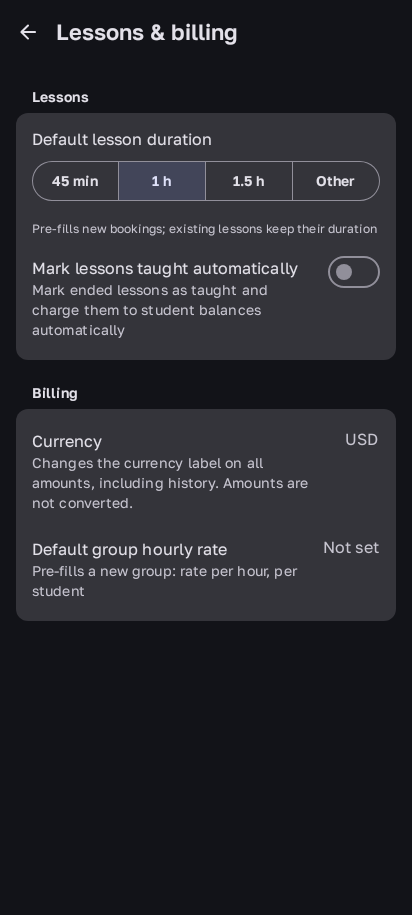 Lessons & billing
Lessons
Default lesson duration
45 min
1 h
1.5 h
Other
Pre-fills new bookings; existing lessons keep their duration
Mark lessons taught automatically
Mark ended lessons as taught and
charge them to student balances
automatically
Billing
Currency
USD
Changes the currency label on all
amounts, including history. Amounts are
not converted.
Default group hourly rate
Not set
Pre-fills a new group: rate per hour, per
student